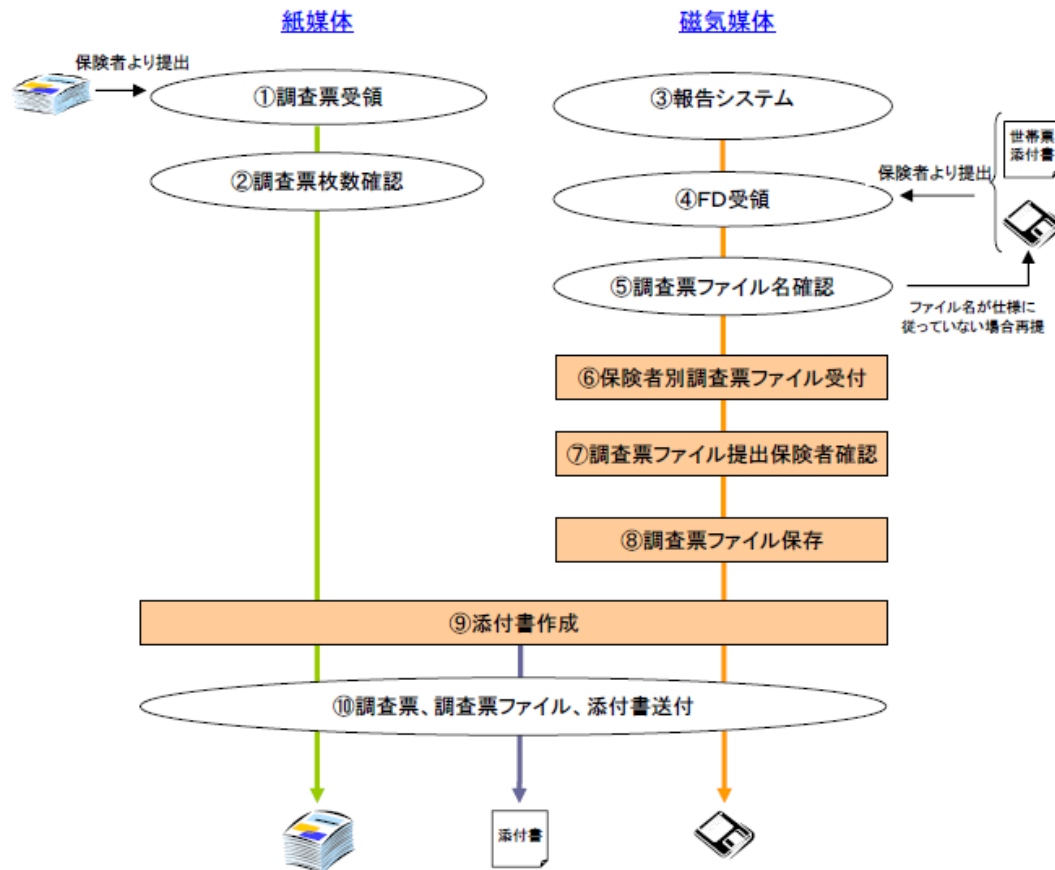 紙媒体
磁気媒体
保険者より提出
①調査票受領
③報告システム
世帯票
添付書
②調査票枚数確認
保険者より提出
④FD受領
⑤調査票ファイル名確認
ファイル名が仕様に
従っていない場合再提
⑥保険者別調査票ファイル受付
⑦調査票ファイル提出保険者確認
⑧調査票ファイル保存
⑨添付書作成
⑩調査票、調査票ファイル、添付書送付
添付書